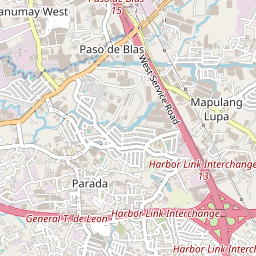 anumay West
Paso de Blas
15
Paso de Blas
West Service Road
Mapulang
Lupa
Harbor Link Interchange
13
Parada
General T. de Leon
Harbor Link Interchange
Harbor Link Interchange